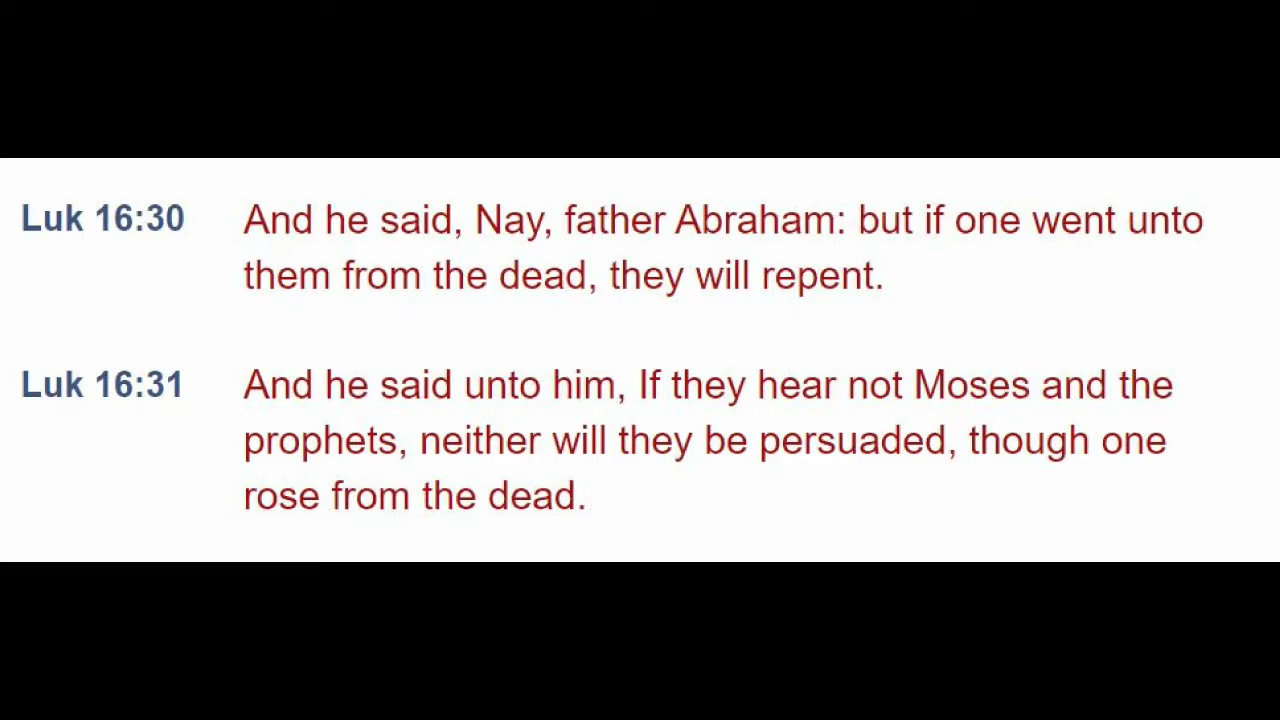 Luk 16:30 And he said, Nay, father Abraham: but if one went unto
them from the dead, they will repent.
Luk 16:31 And he said unto him, If they hear not Moses and the
prophets, neither will they be persuaded, though one
rose from the dead.